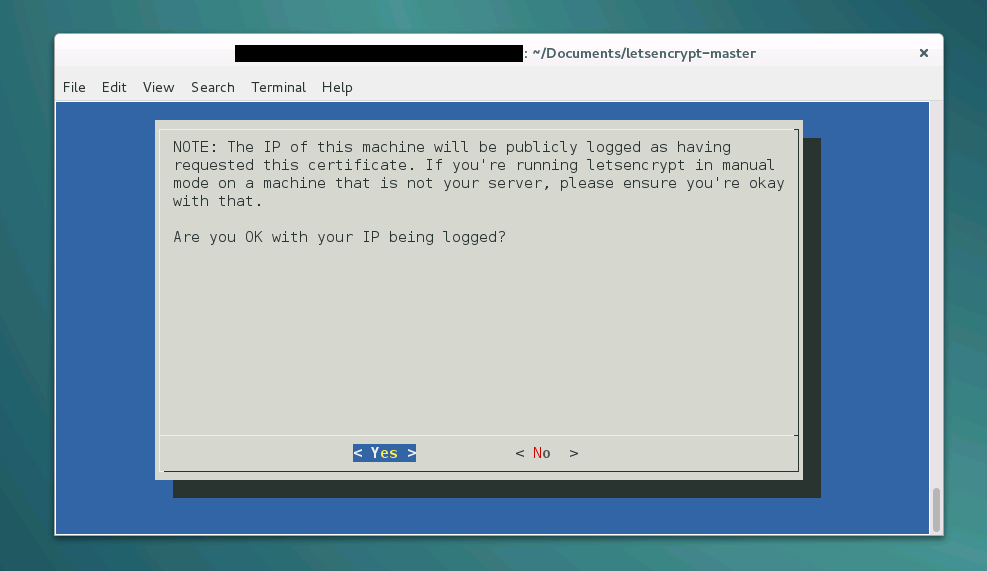 : ~/Documents/letsencrypt-master
File Edit View Search Terminal Help
NOTE: The IP of this machine will be publicly logged as having
requested this certificate. If you're running letsencrypt in manual
mode on a machine that is not your server, please ensure you're okay
with that.
Are you OK with your IP being logged?
< Yes > < No >